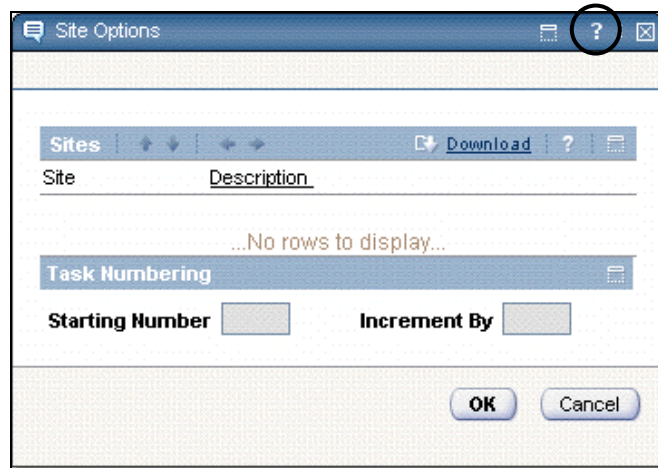 Site Options ?
Sites Download ?
Site Description
...No rows to display...
Task Numbering
Starting Number Increment By
OK Cancel